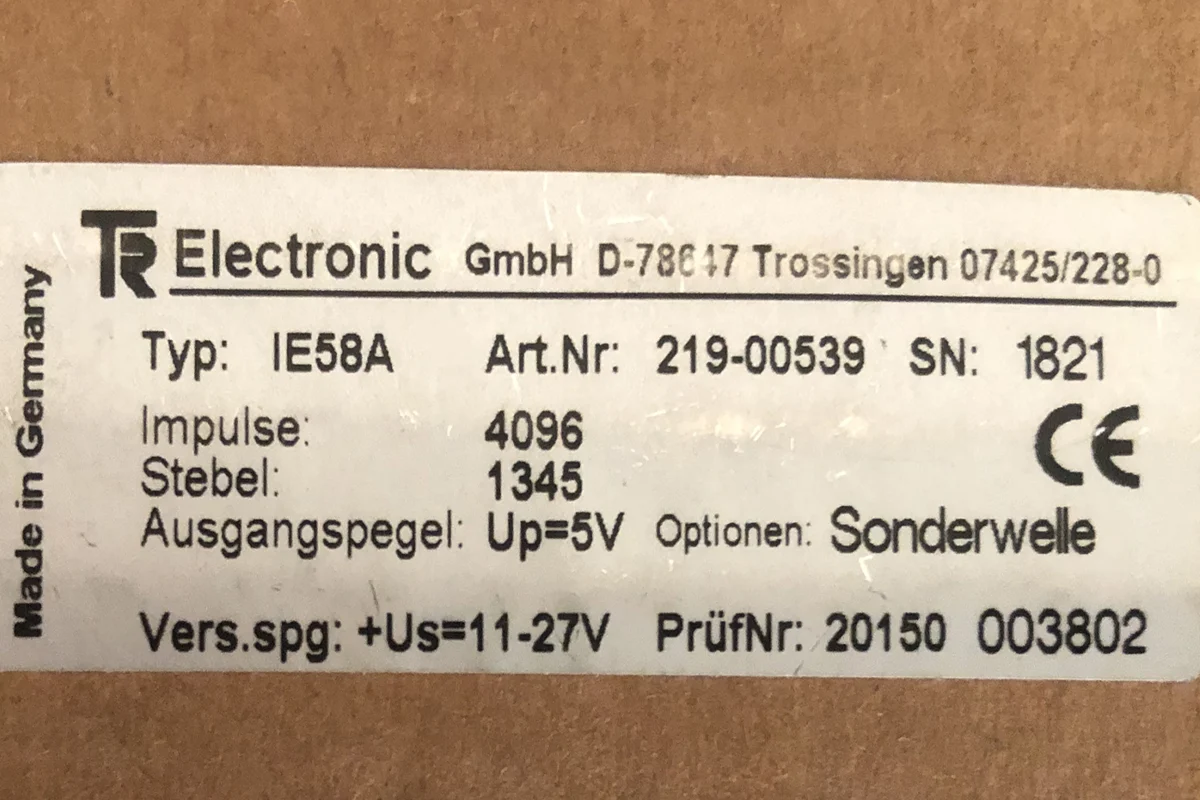 TR Electronic GmbH D-78647 Trossingen 07425/228-0
Typ: IE58A Art.Nr: 219-00539 SN: 1821
Impulse: 4096
CE
Stebel: 1345
Ausgangspegel: Up=5V Optionen: Sonderwelle
Vers.spg: +Us=11-27V PrüfNr: 20150 003802
Made in Germany